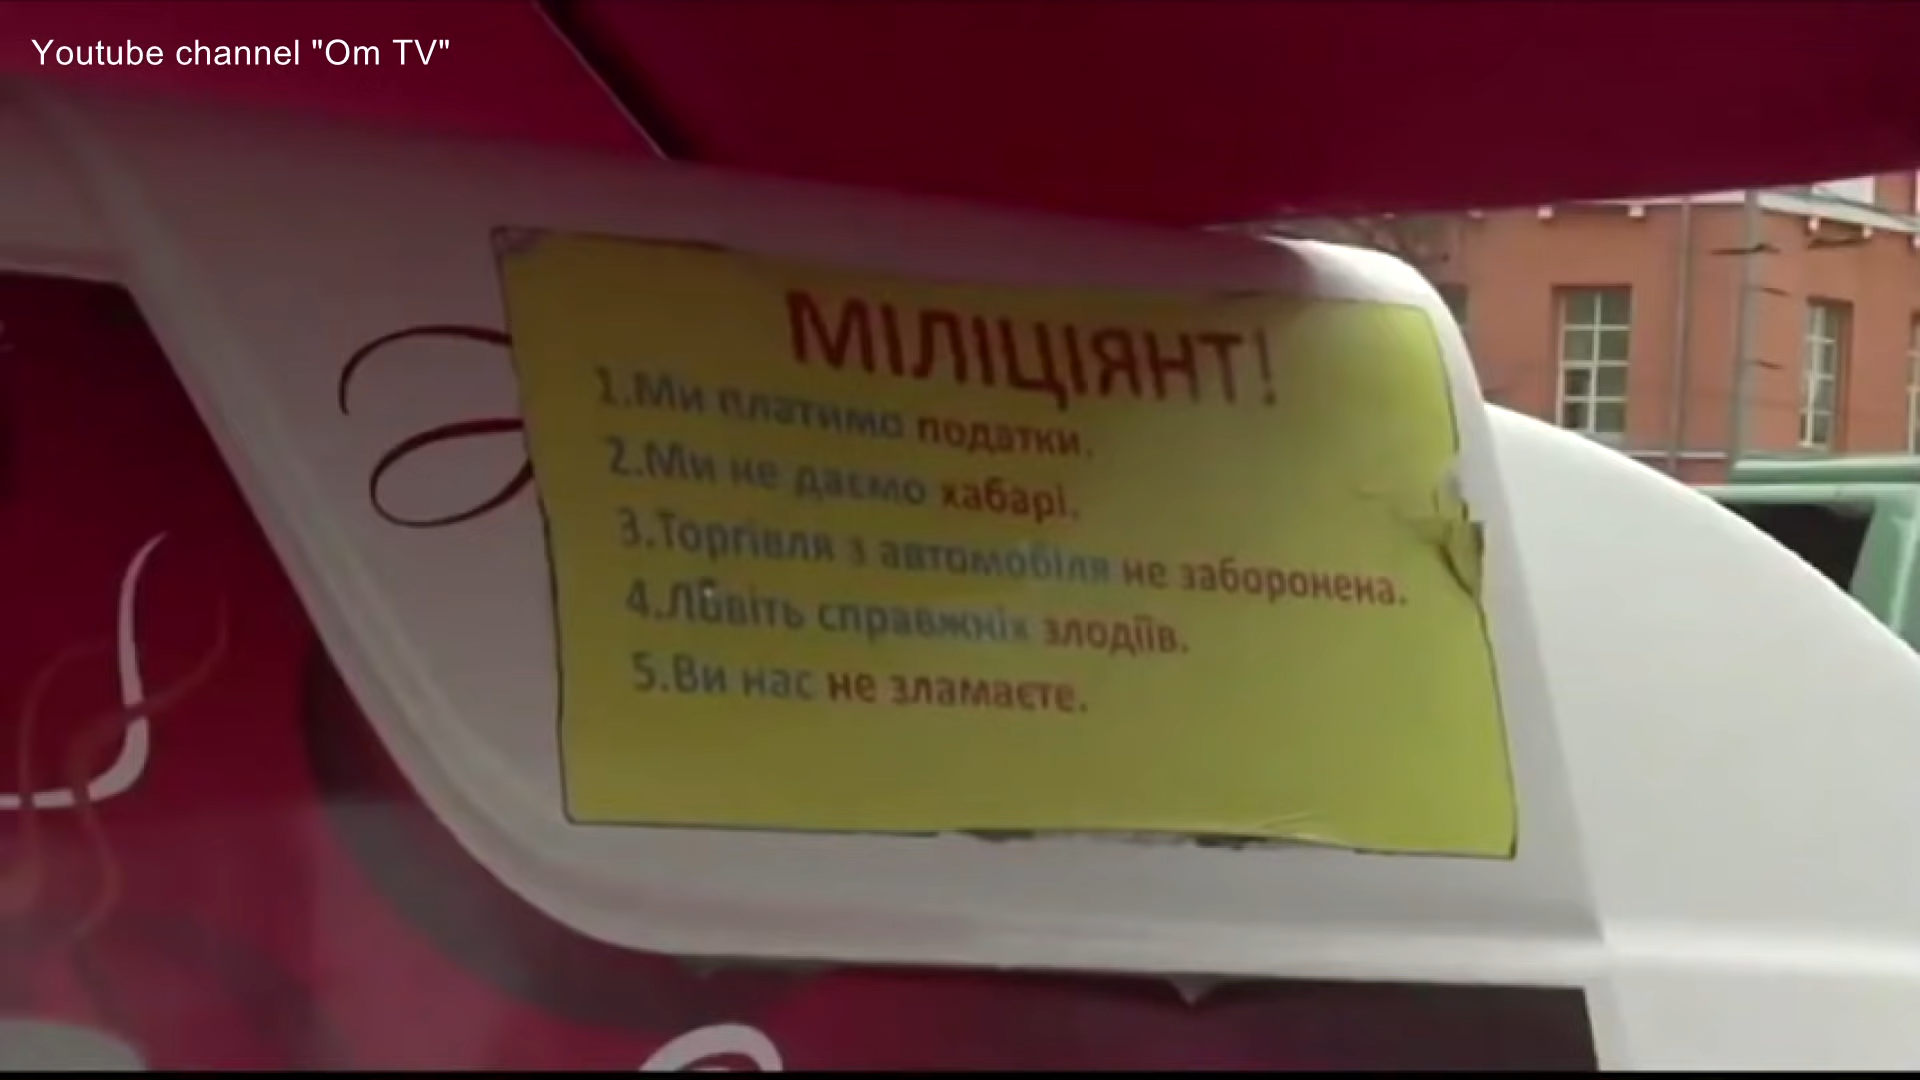 Youtube channel "Om TV"
МІЛІЦІЯНТ!
1.Ми платимо податки.
2.Ми не даємо хабарі.
3.Торгівля з автомобіля не заборонена.
4.Ловіть справжніх злодіїв.
5.Ви нас не зламаєте.